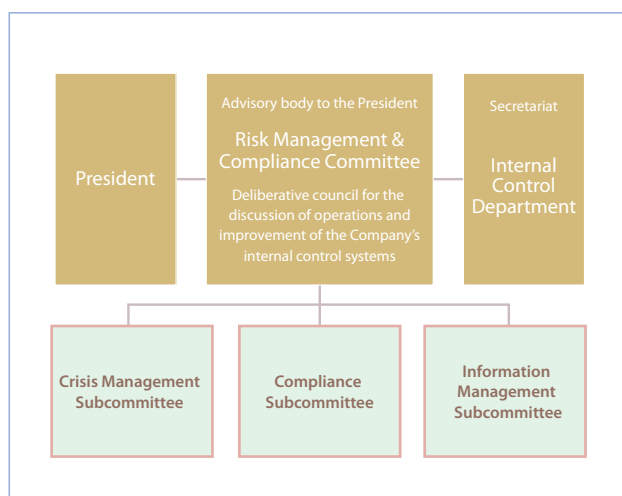 President
Advisory body to the President
Risk Management &
Compliance Committee
Deliberative council for the
discussion of operations and
improvement of the Company's
internal control systems
Secretariat
Internal
Control
Department
Crisis Management
Subcommittee
Compliance
Subcommittee
Information
Management
Subcommittee